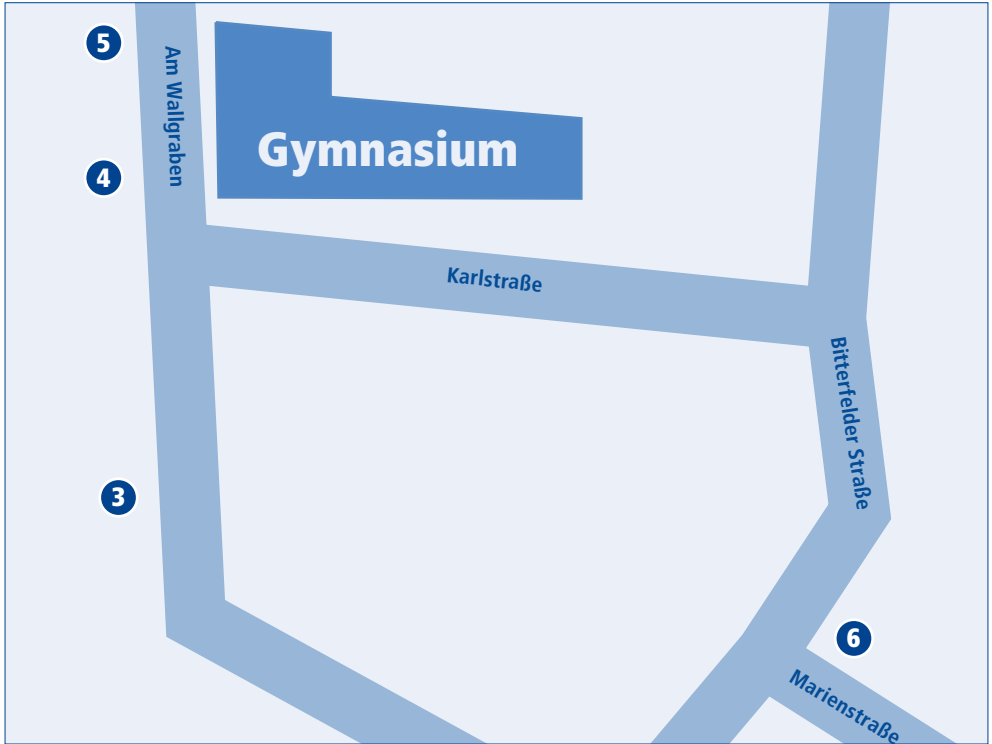 5
Am Wallgraben
Gymnasium
4
Karlstraße
Bitterfelder Straße
3
6
Marienstraße